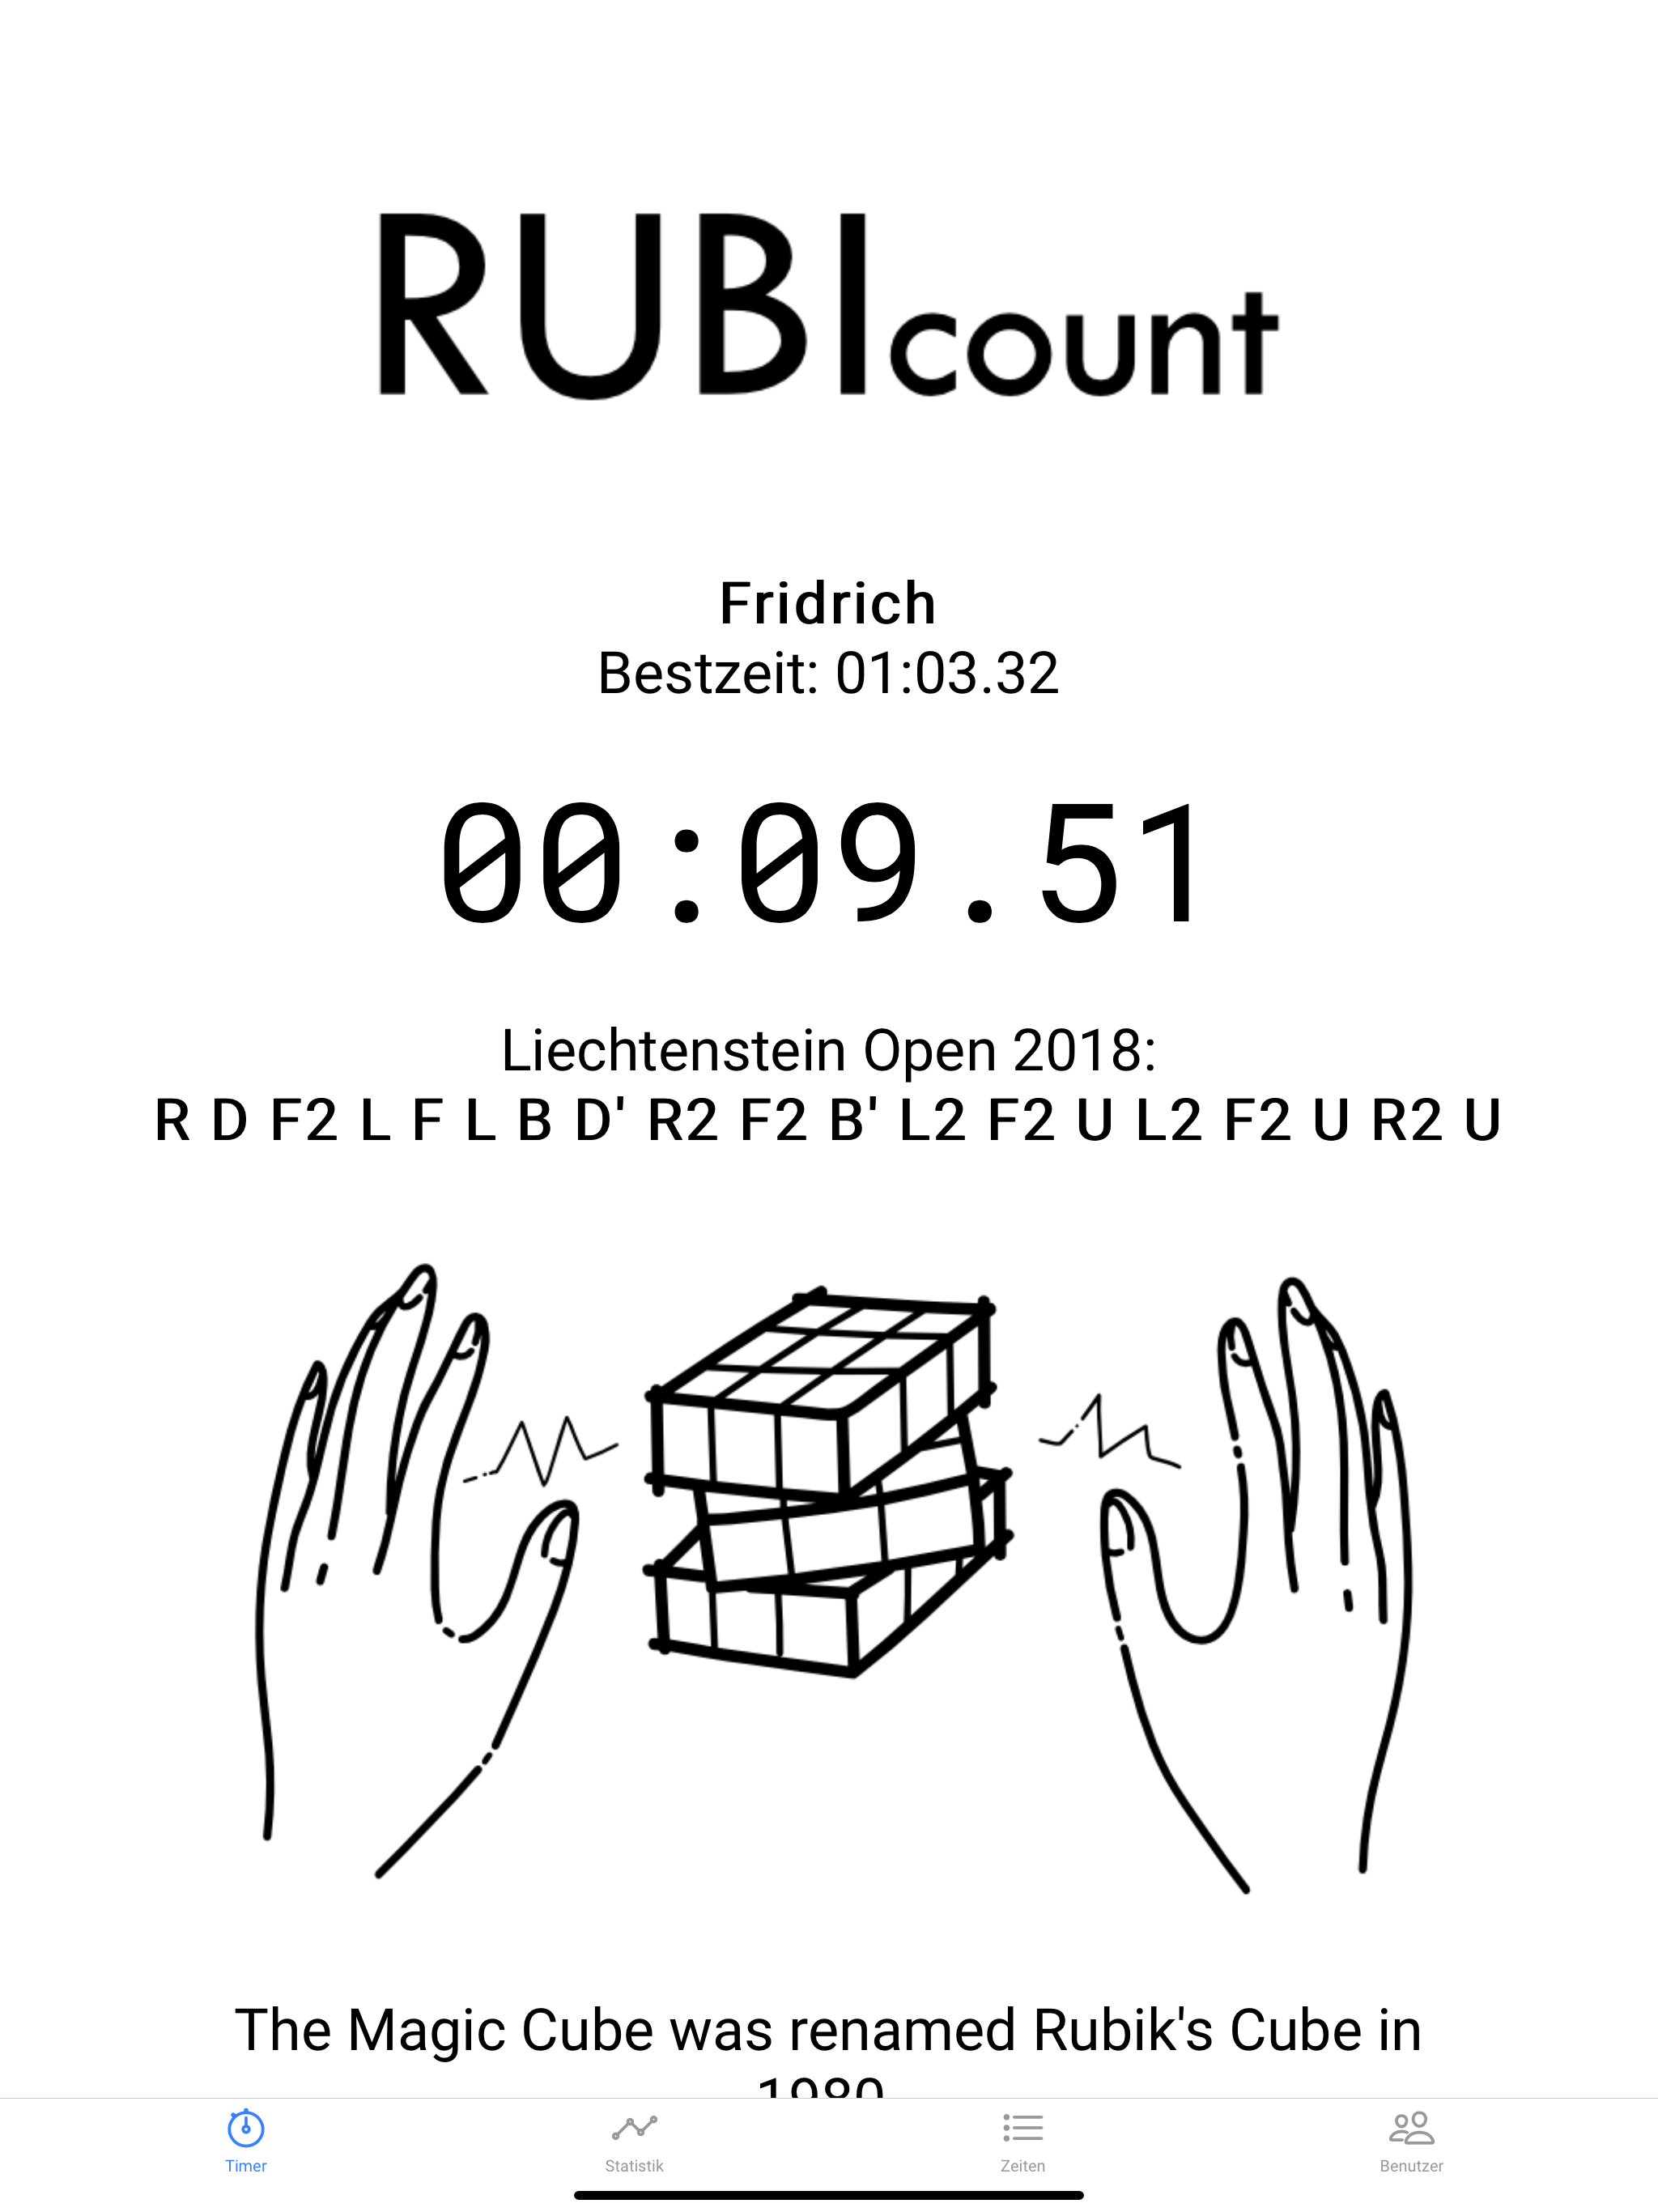 RUBIcount
Fridrich
Bestzeit: 01:03.32
00:09.51
Liechtenstein Open 2018:
R D F2 L F L B D' R2 F2 B' L2 F2 U L2 F2 U R2 U
The Magic Cube was renamed Rubik's Cube in
1980
Timer
Statistik
Zeiten
Benutzer